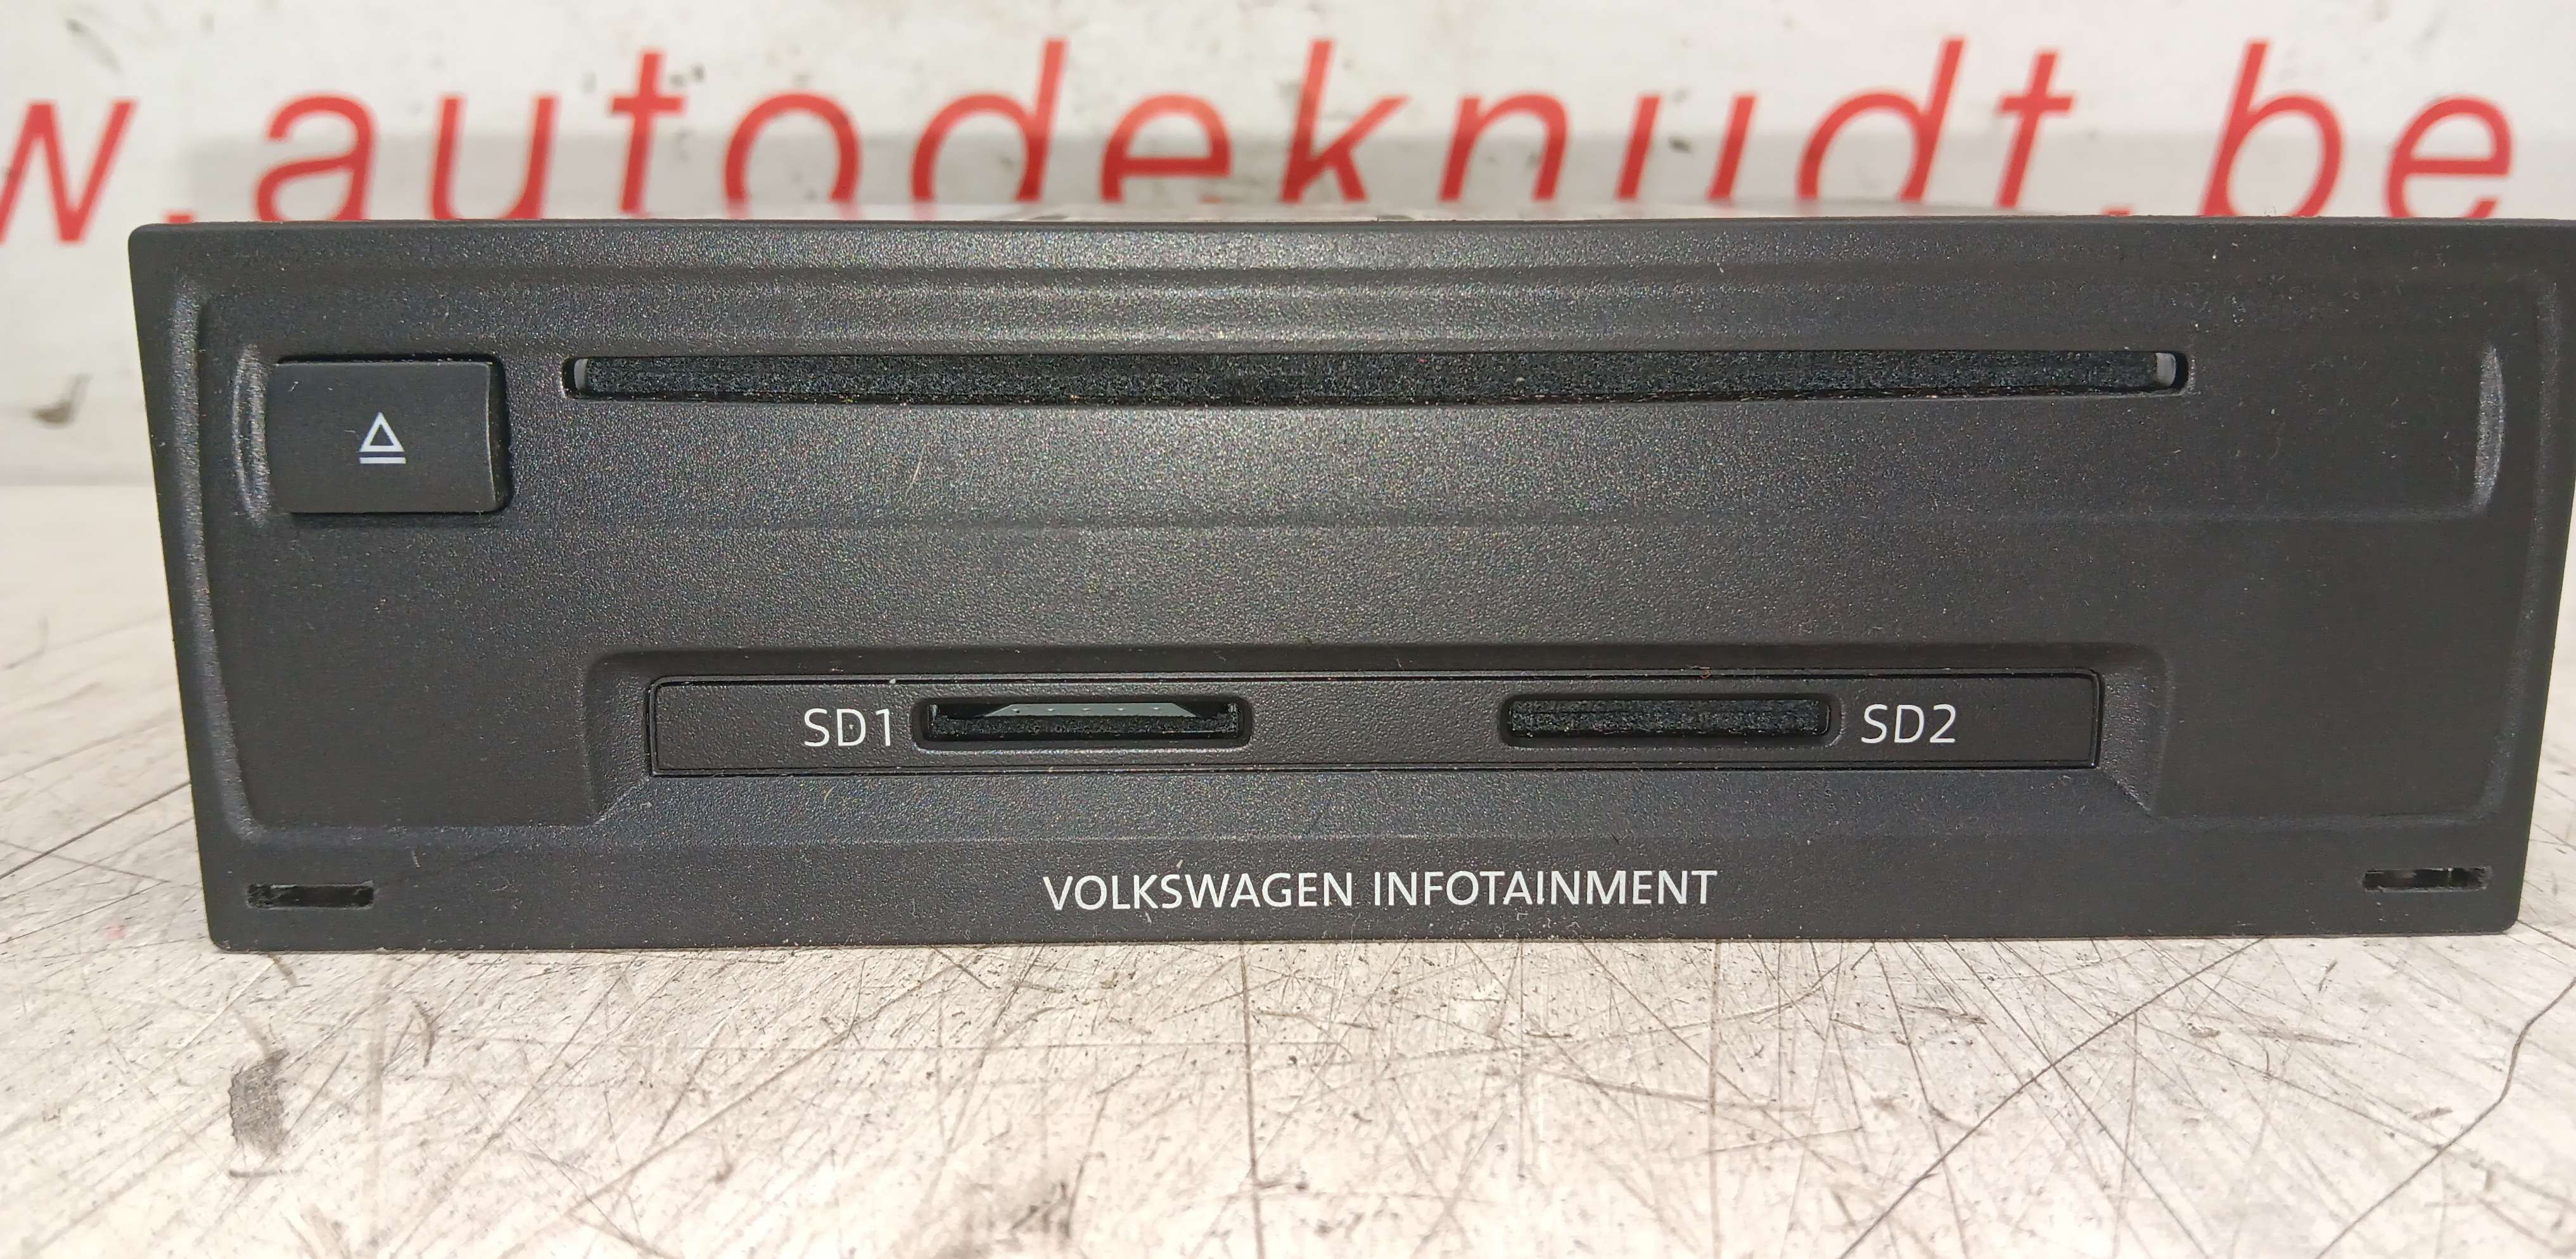 w.autodeknudt.be
SD1
SD2
VOLKSWAGEN INFOTAINMENT